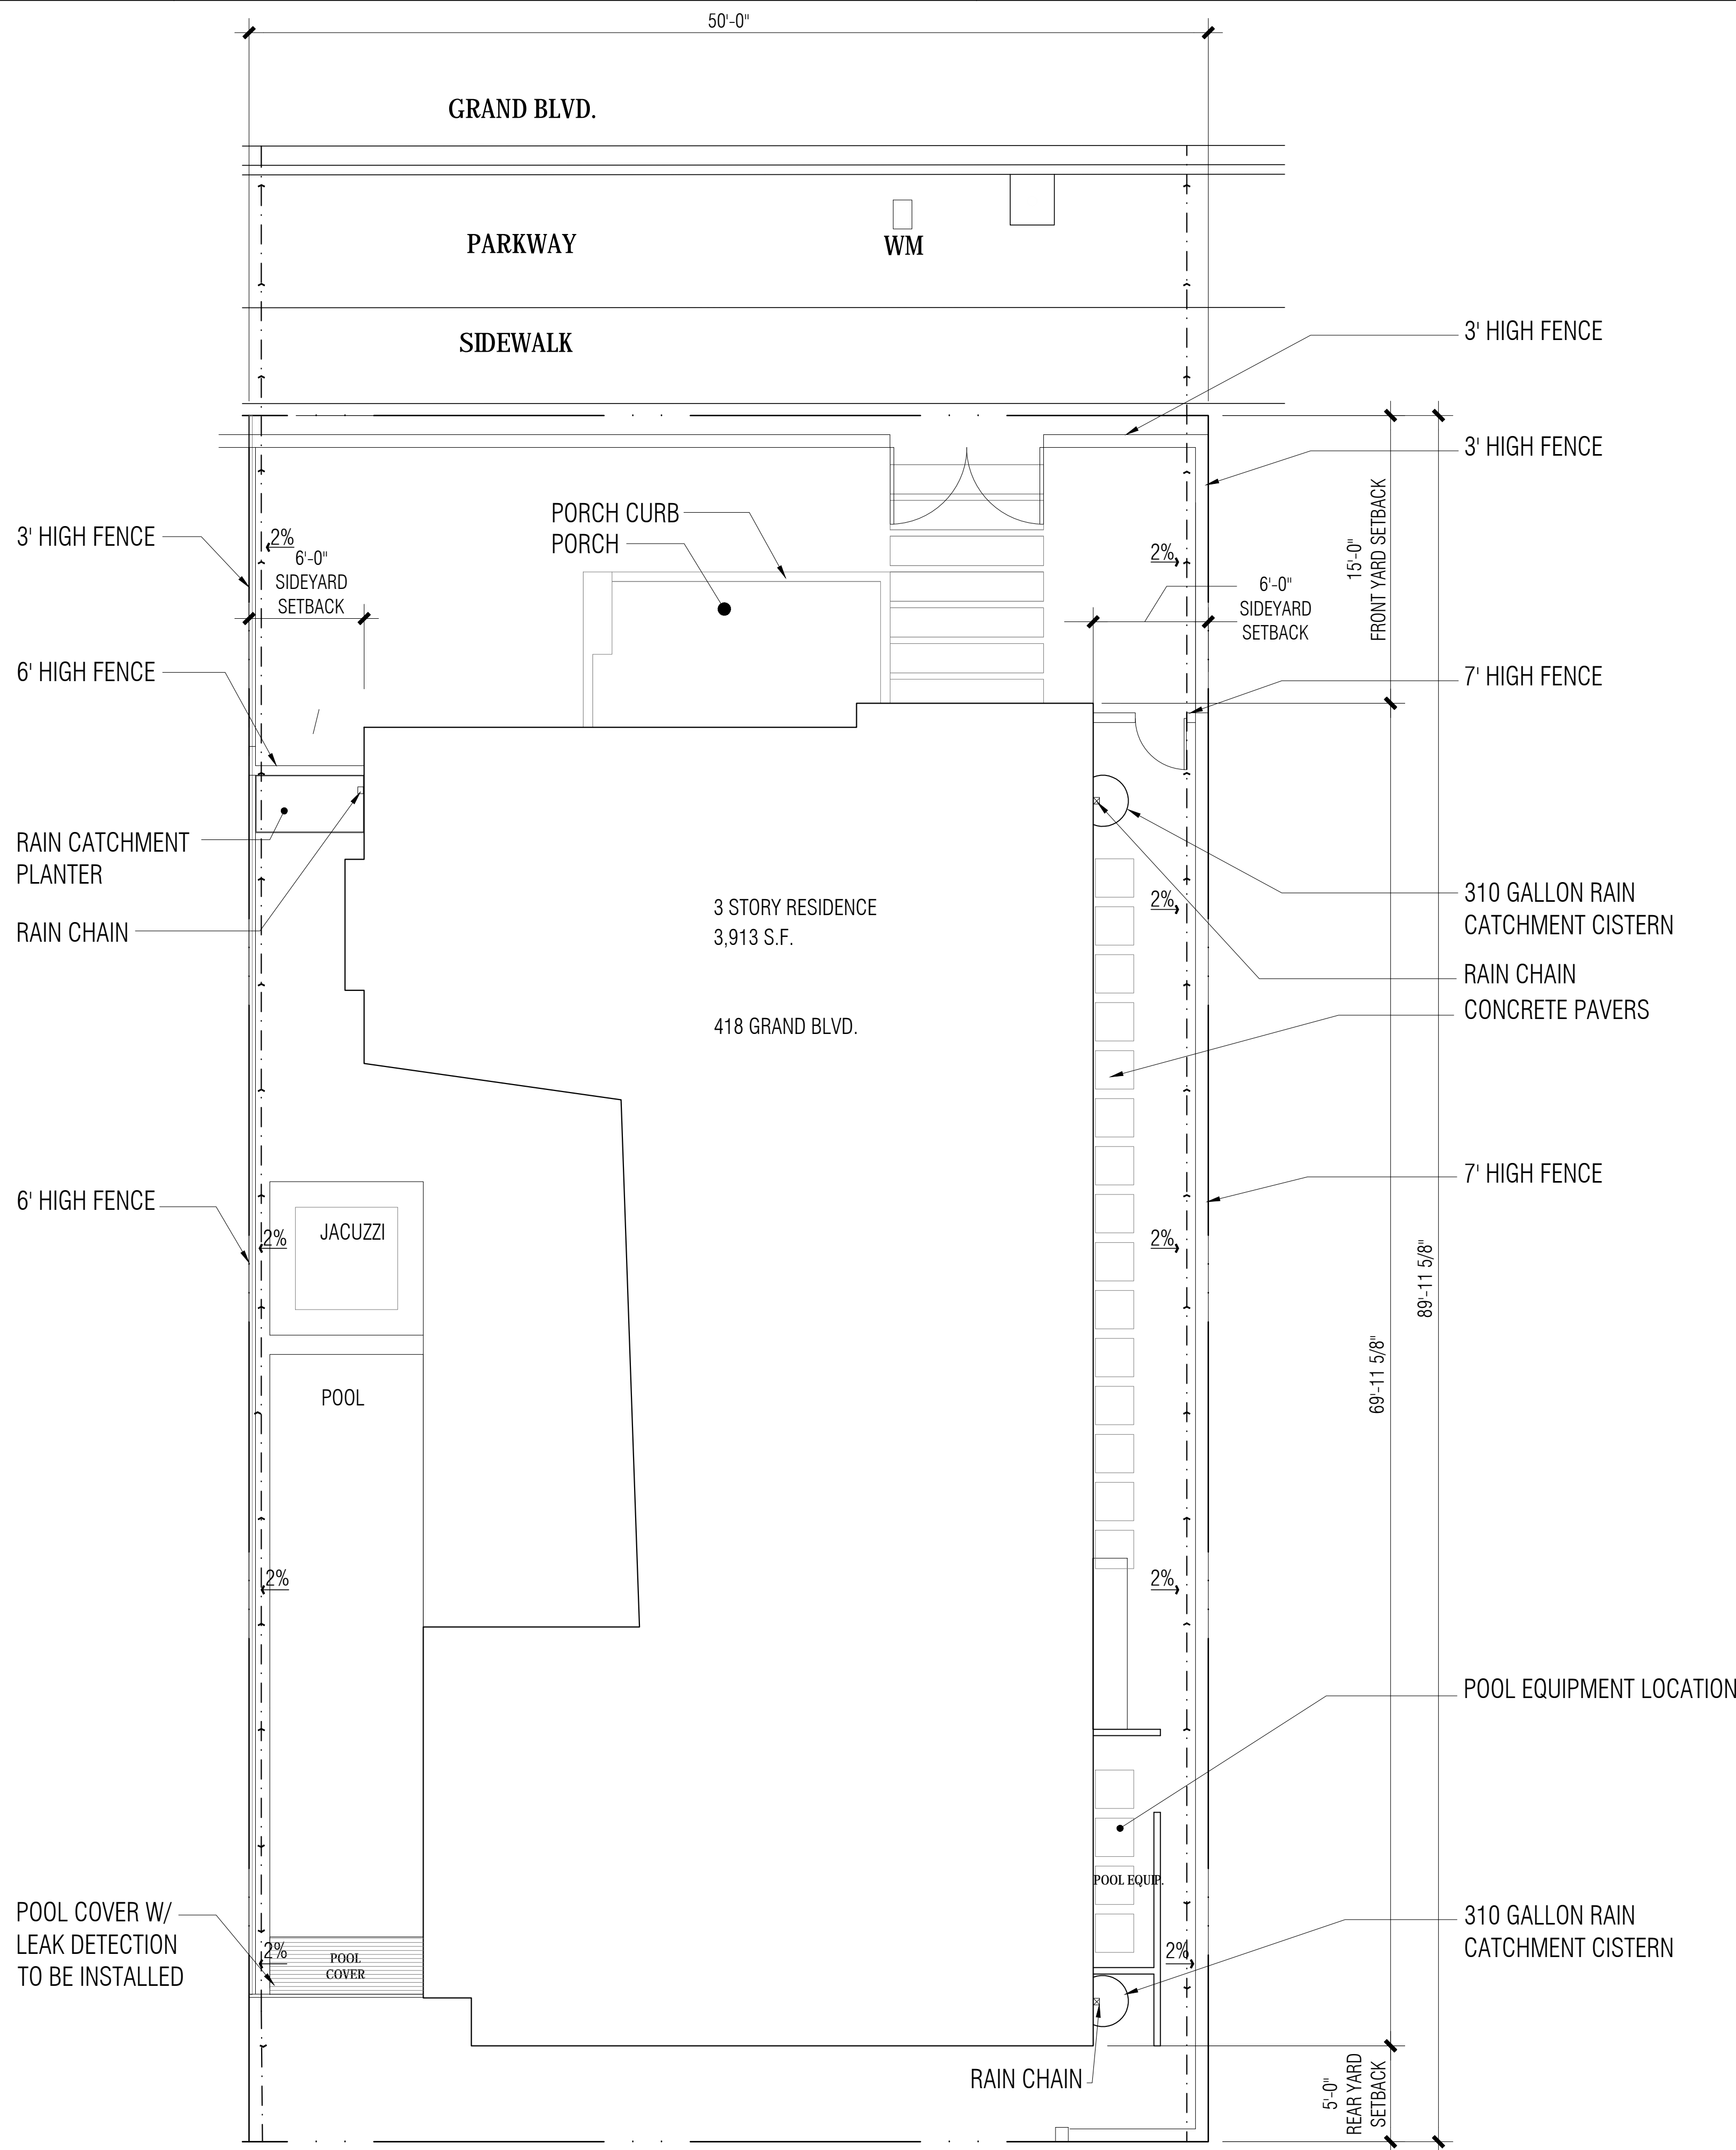 50'-0"
GRAND BLVD.
PARKWAY
WM
SIDEWALK
3' HIGH FENCE
3' HIGH FENCE
PORCH CURB
PORCH
3' HIGH FENCE
2%
6'-0"
SIDEYARD
SETBACK
2%
6'-0"
SIDEYARD
SETBACK
15'-0"
FRONT YARD SETBACK
6' HIGH FENCE
7' HIGH FENCE
RAIN CATCHMENT
PLANTER
RAIN CHAIN
3 STORY RESIDENCE
3,913 S.F.
418 GRAND BLVD.
2%
310 GALLON RAIN
CATCHMENT CISTERN
RAIN CHAIN
CONCRETE PAVERS
6' HIGH FENCE
JACUZZI
2%
2%
7' HIGH FENCE
89'-11 5/8"
69'-11 5/8"
POOL
2%
2%
POOL EQUIPMENT LOCATION
POOL EQUIP.
POOL COVER W/
LEAK DETECTION
TO BE INSTALLED
2%
POOL
COVER
2%
310 GALLON RAIN
CATCHMENT CISTERN
RAIN CHAIN
5'-0"
REAR YARD
SETBACK